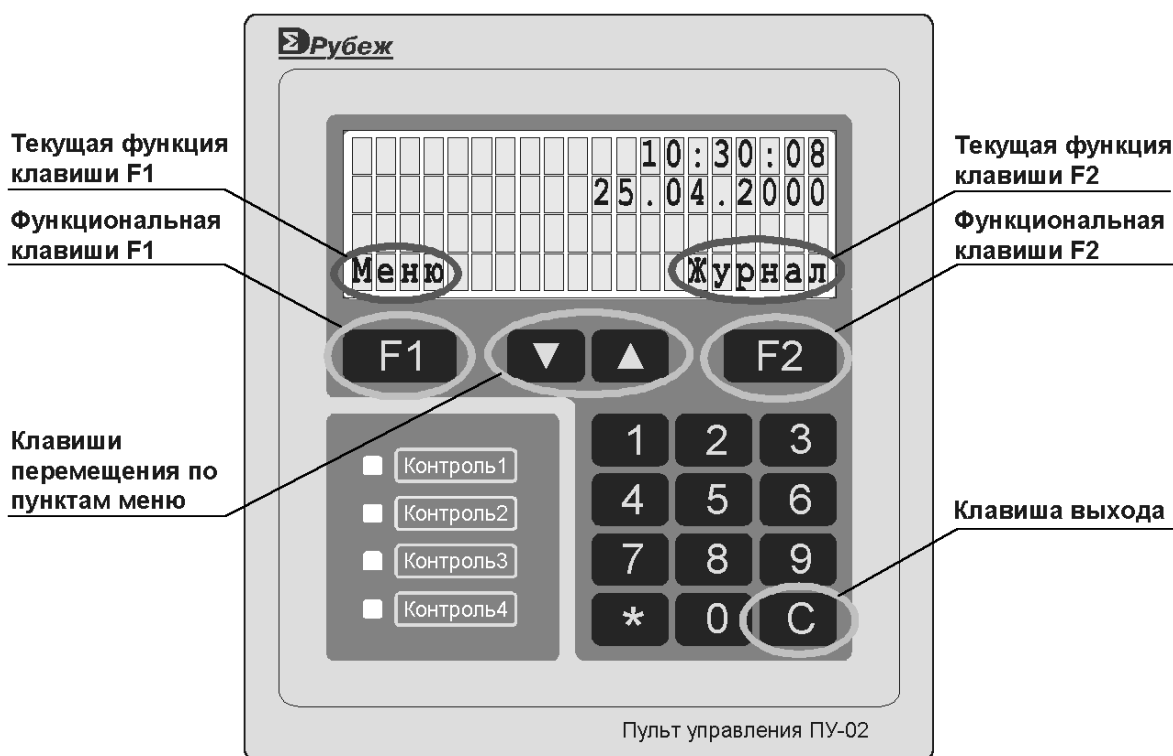 Рубеж
Текущая функция
клавиши F1
Функциональная
клавиши F1
10:30:08
25.04.2000
Меню Журнал
Текущая функция
клавиши F2
Функциональная
клавиши F2
F1 ▼ ▲ F2
Клавиши
перемещения по
пунктам меню
Контроль1
Контроль2
Контроль3
Контроль4
1 2 3
4 5 6
7 8 9
* 0 C
Клавиша выхода
Пульт управления ПУ-02